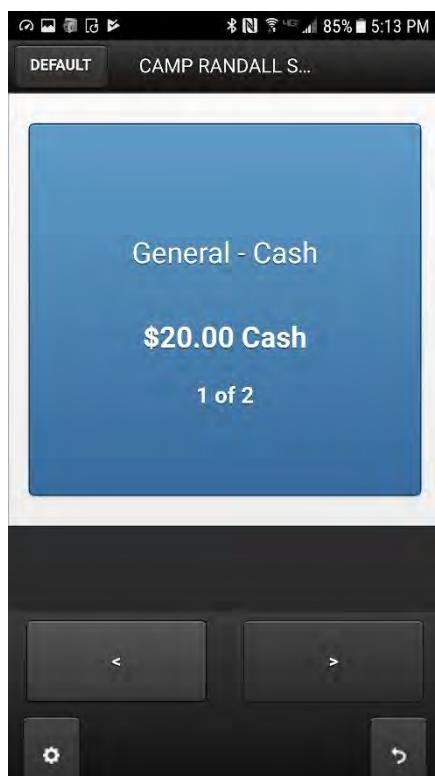 85% 5:13 PM
DEFAULT CAMP RANDALL S...
General - Cash
$20.00 Cash
1 of 2
< >